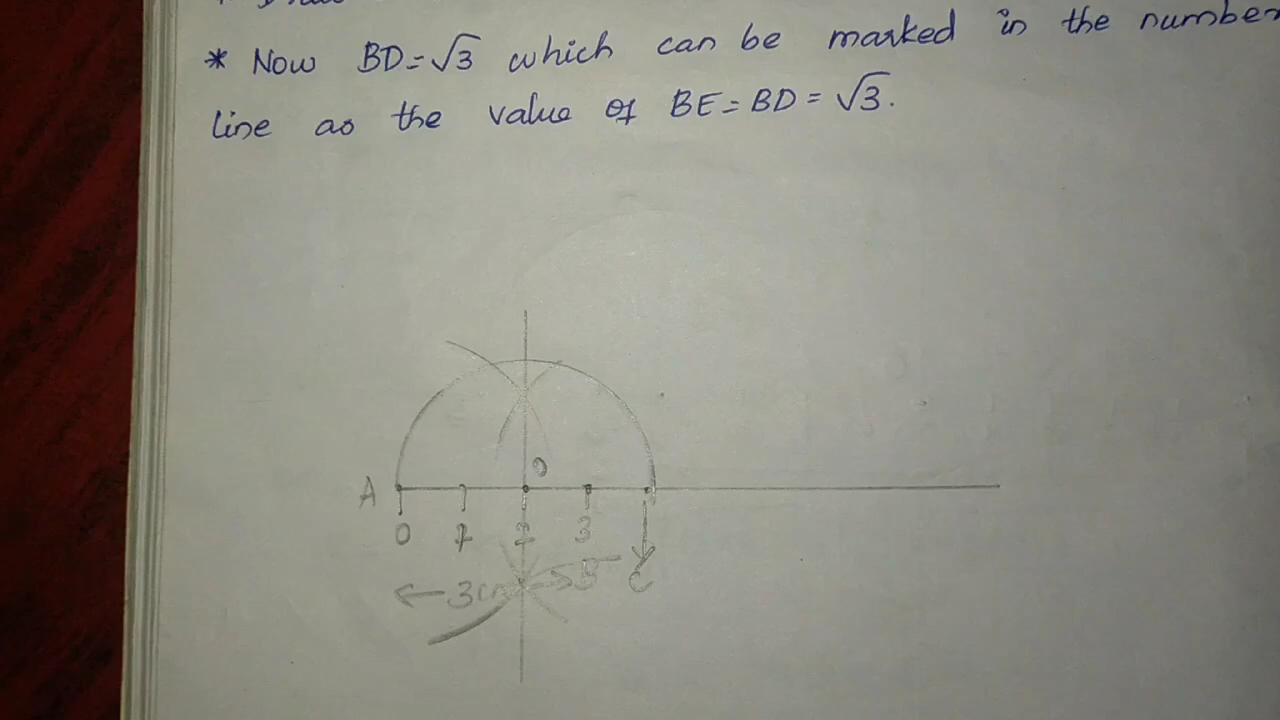 * Now BD=√3 which can be marked in the number
line as the value of BE=BD=√3.
O
A
0 1 2 3
←3cm→B C